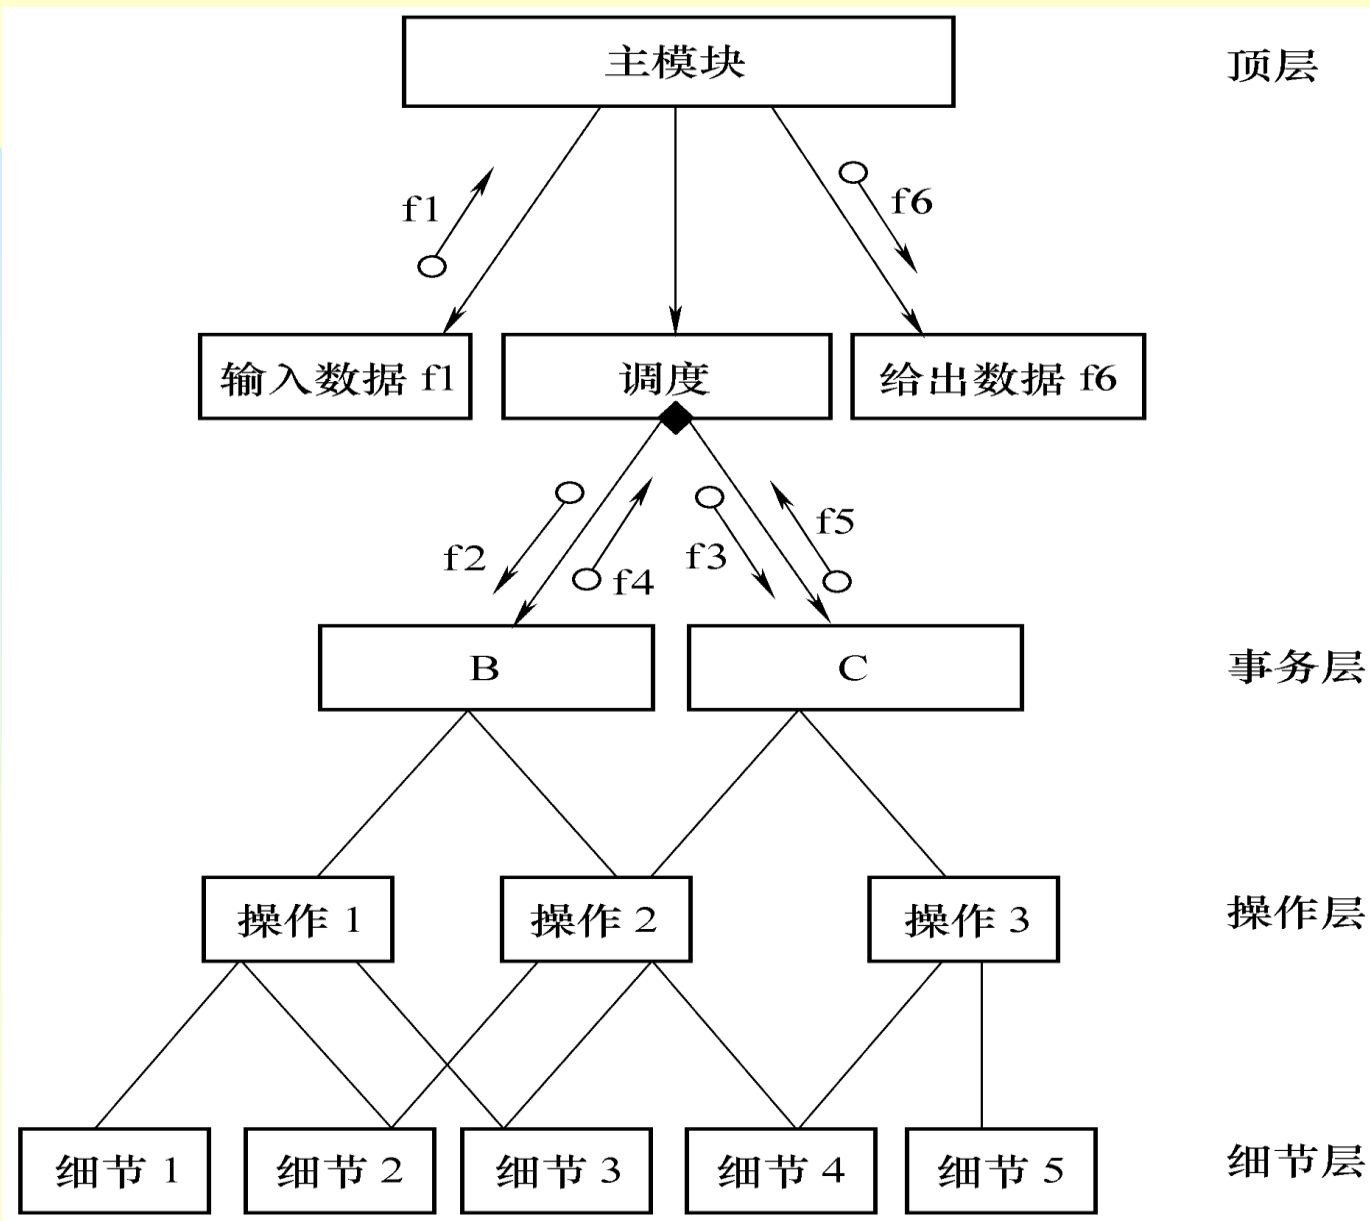 主模块
顶层
f1
f6
输入数据 f1
调度
给出数据 f6
f2
f4
f3
f5
B
C
事务层
操作 1
操作 2
操作 3
操作层
细节 1
细节 2
细节 3
细节 4
细节 5
细节层